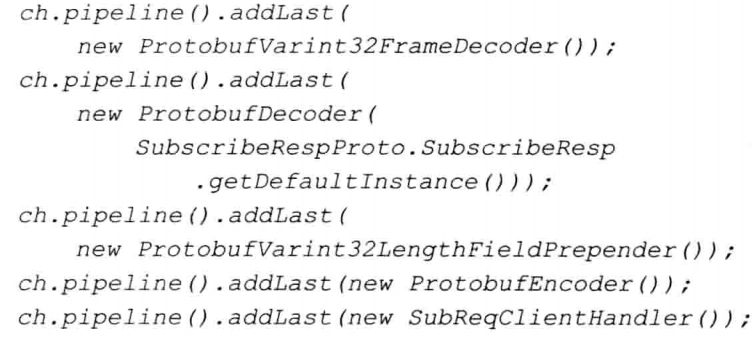 ch.pipeline().addLast(
    new ProtobufVarint32FrameDecoder());
ch.pipeline().addLast(
    new ProtobufDecoder(
        SubscribeRespProto.SubscribeResp
            .getDefaultInstance()));
ch.pipeline().addLast(
    new ProtobufVarint32LengthFieldPrepender());
ch.pipeline().addLast(new ProtobufEncoder());
ch.pipeline().addLast(new SubReqClientHandler());